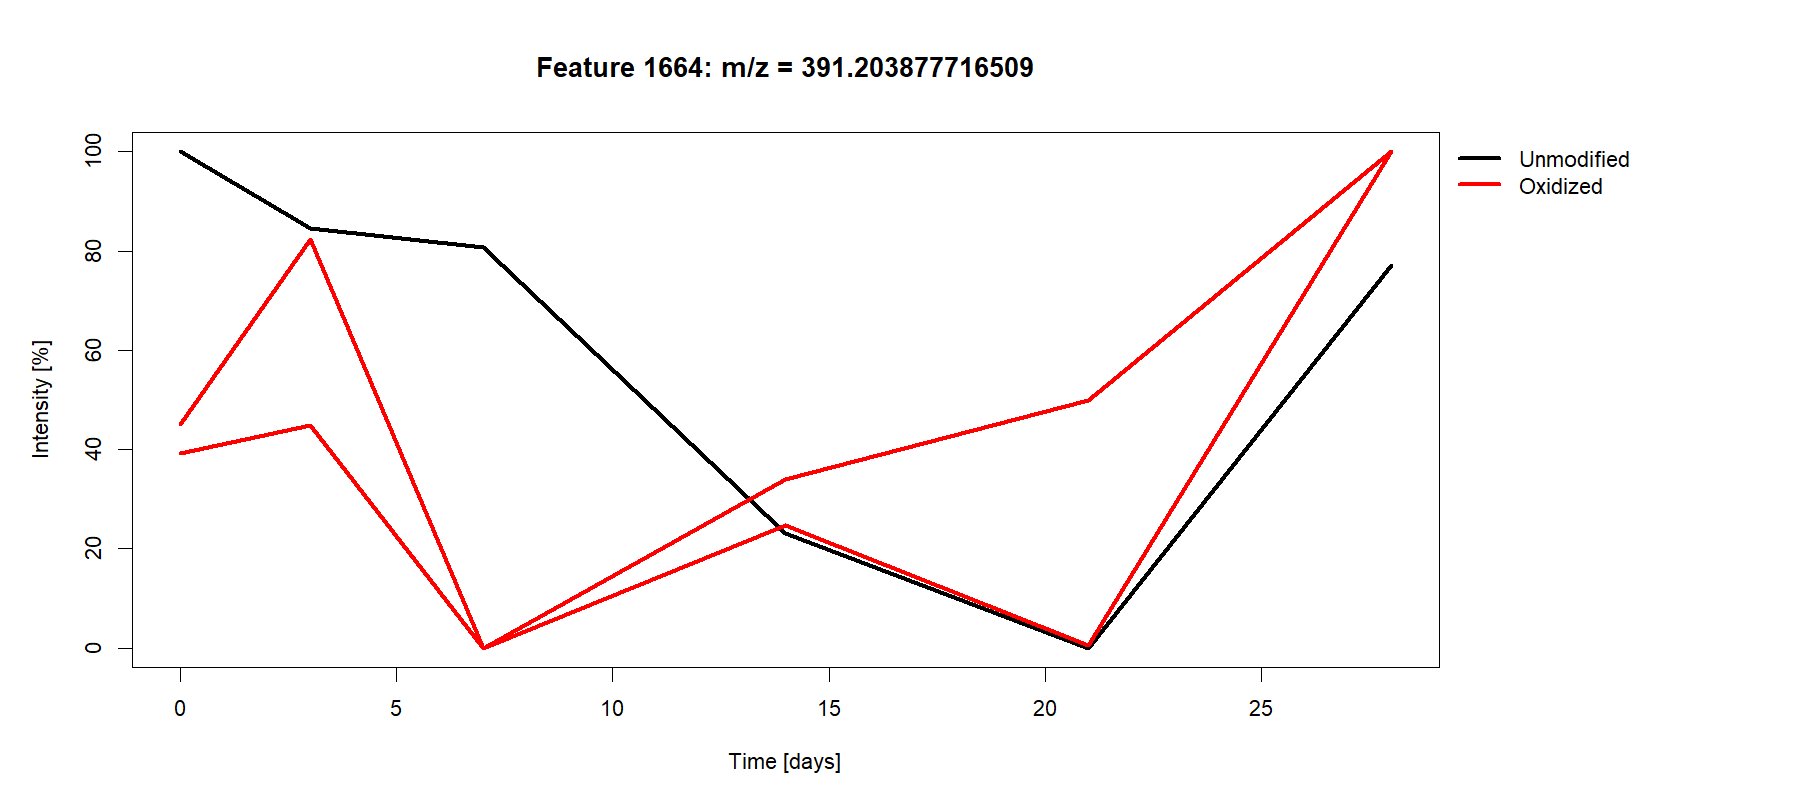 Feature 1664: m/z = 391.203877716509
Unmodified
Oxidized
Intensity [%]
100
80
60
40
20
0
0 5 10 15 20 25
Time [days]